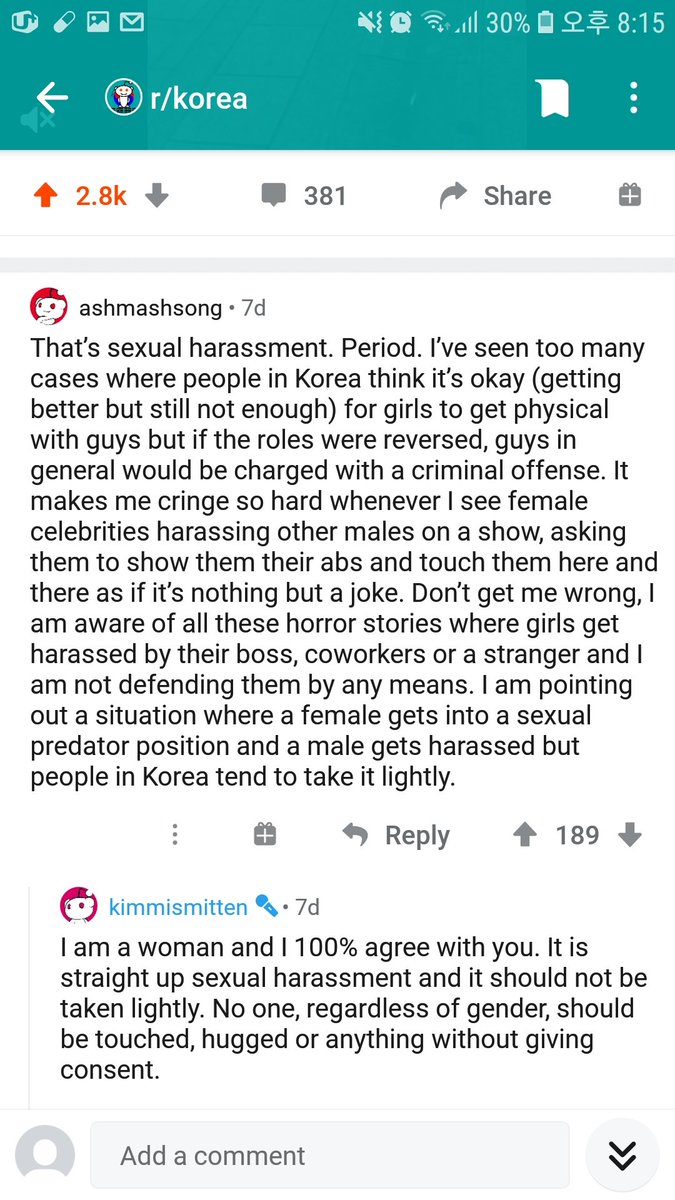 30% 오후 8:15
r/korea
2.8k 381 Share
ashmashsong • 7d
That's sexual harassment. Period. I've seen too many
cases where people in Korea think it's okay (getting
better but still not enough) for girls to get physical
with guys but if the roles were reversed, guys in
general would be charged with a criminal offense. It
makes me cringe so hard whenever I see female
celebrities harassing other males on a show, asking
them to show them their abs and touch them here and
there as if it's nothing but a joke. Don't get me wrong, I
am aware of all these horror stories where girls get
harassed by their boss, coworkers or a stranger and I
am not defending them by any means. I am pointing
out a situation where a female gets into a sexual
predator position and a male gets harassed but
people in Korea tend to take it lightly.
Reply 189
kimmismitten • 7d
I am a woman and I 100% agree with you. It is
straight up sexual harassment and it should not be
taken lightly. No one, regardless of gender, should
be touched, hugged or anything without giving
consent.
Add a comment